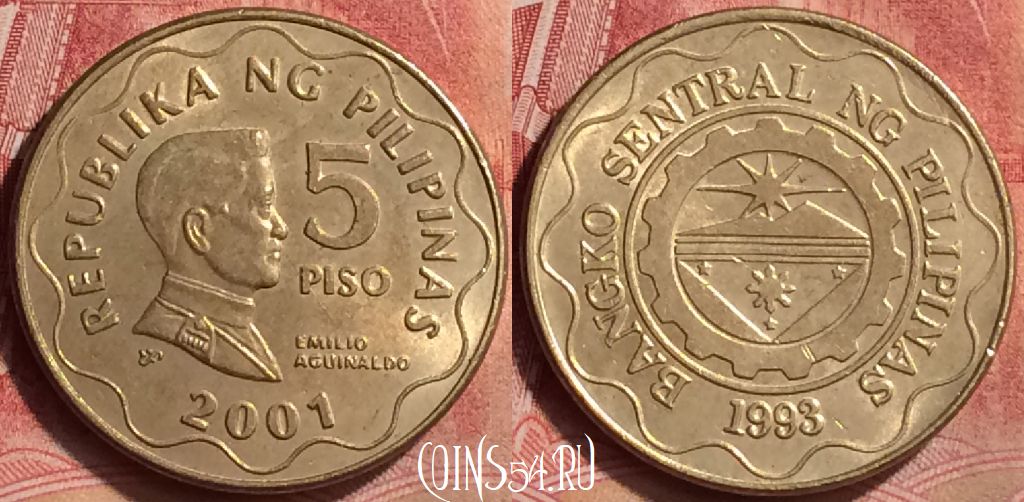 REPUBLIKA NG PILIPINAS
5
PISO
EMILIO
AGUINALDO
2001
BANGKO SENTRAL NG PILIPINAS
1993
COINS54.RU